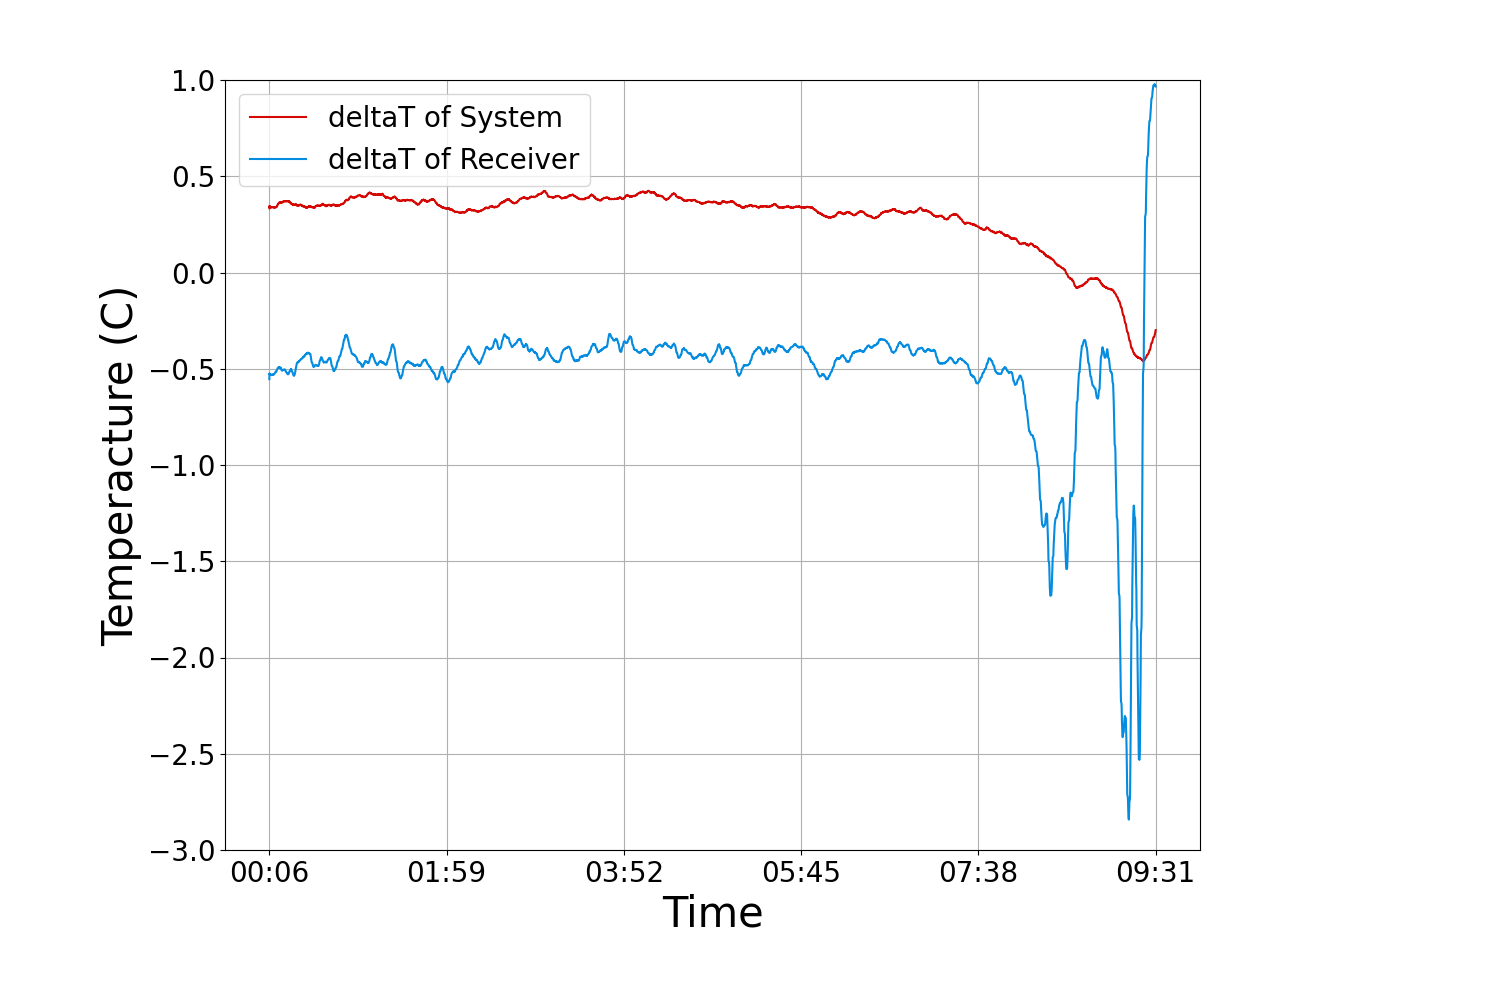 1.0
0.5
0.0
−0.5
−1.0
−1.5
−2.0
−2.5
−3.0
deltaT of System
deltaT of Receiver
Temperacture (C)
00:06 01:59 03:52 05:45 07:38 09:31
Time